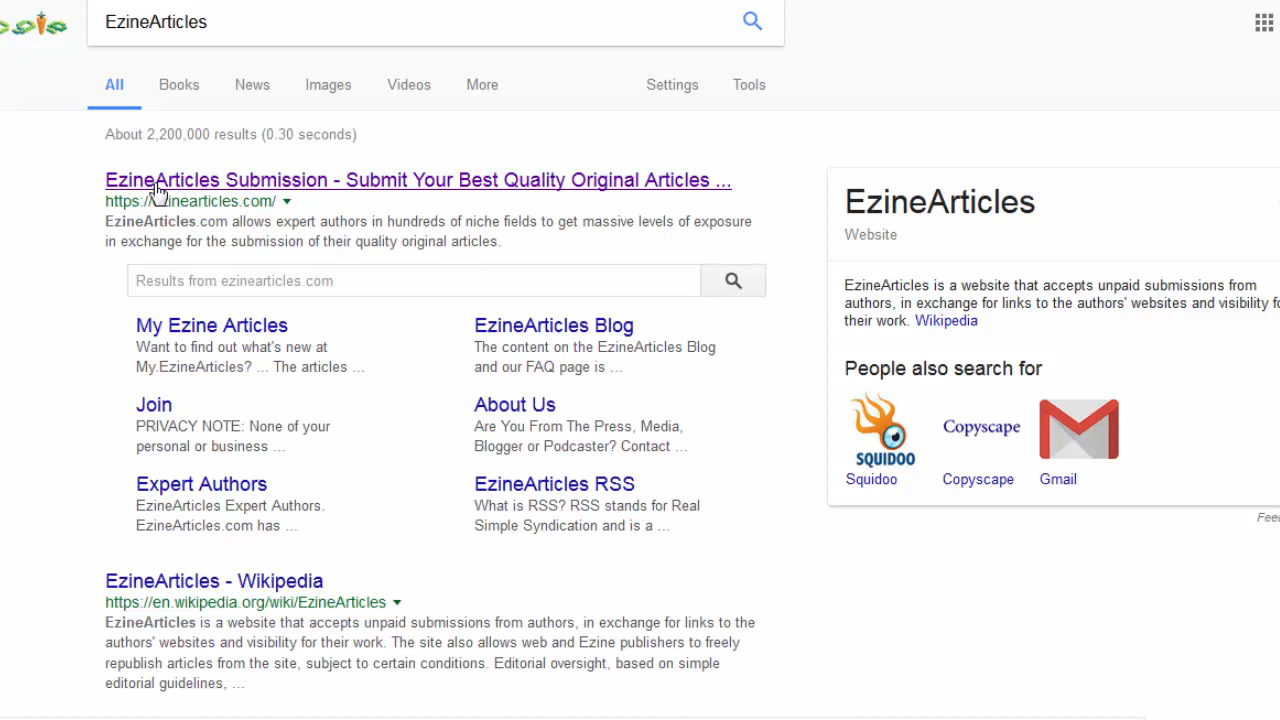 EzineArticles
All Books News Images Videos More Settings Tools
About 2,200,000 results (0.30 seconds)
EzineArticles Submission - Submit Your Best Quality Original Articles ...
EzineArticles.com allows expert authors in hundreds of niche fields to get massive levels of exposure
in exchange for the submission of their quality original articles.
Results from ezinearticles.com
My Ezine Articles
Want to find out what's new at
My.EzineArticles? ... The articles ...
EzineArticles Blog
The content on the EzineArticles Blog
and our FAQ page is ...
Join
PRIVACY NOTE: None of your
personal or business ...
About Us
Are You From The Press, Media,
Blogger or Podcaster? Contact ...
Expert Authors
EzineArticles Expert Authors.
EzineArticles.com has ...
EzineArticles RSS
What is RSS? RSS stands for Real
Simple Syndication and is a ...
EzineArticles - Wikipedia
https://en.wikipedia.org/wiki/EzineArticles
EzineArticles is a website that accepts unpaid submissions from authors, in exchange for links to the
authors' websites and visibility for their work. The site also allows web and Ezine publishers to freely
republish articles from the site, subject to certain conditions. Editorial oversight, based on simple
editorial guidelines, ...
EzineArticles
Website
EzineArticles is a website that accepts unpaid submissions from
authors, in exchange for links to the authors' websites and visibility
their work. Wikipedia
People also search for
SQUIDOO
Copyscape
Squidoo Copyscape Gmail